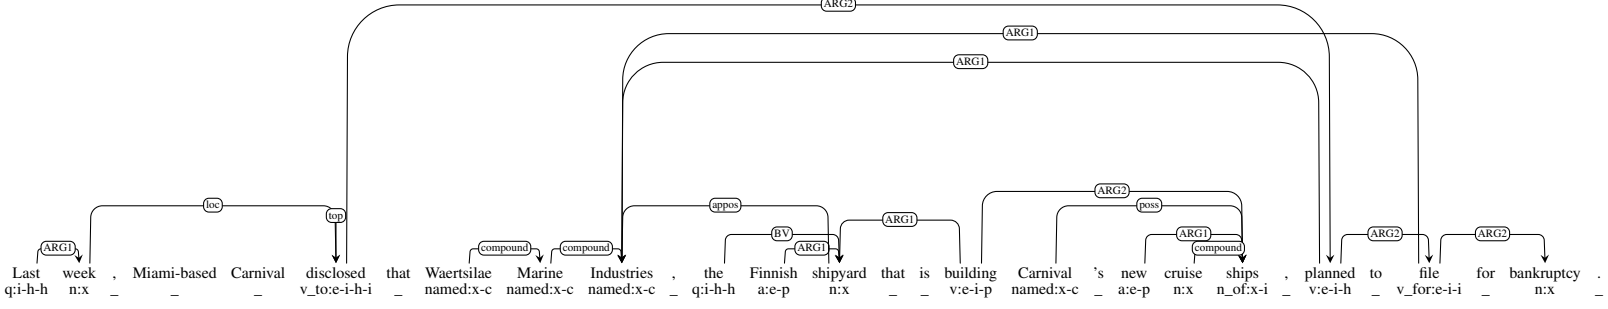 ARG2
ARG1
ARG1
ARG2
loc appos poss
top
ARG1
BV ARG1 ARG2 ARG2
ARG1 compound compound ARG1 compound
Last week , Miami-based Carnival disclosed that Waertsilae Marine Industries , the Finnish shipyard that is building Carnival 's new cruise ships , planned to file for bankruptcy .
q:i-h-h n:x _ _ _ v_to:e-i-h-i _ named:x-c named:x-c named:x-c _ q:i-h-h a:e-p n:x _ _ v:e-i-p named:x-c _ a:e-p n:x n_of:x-i _ v:e-i-h _ v_for:e-i-i _ n:x _